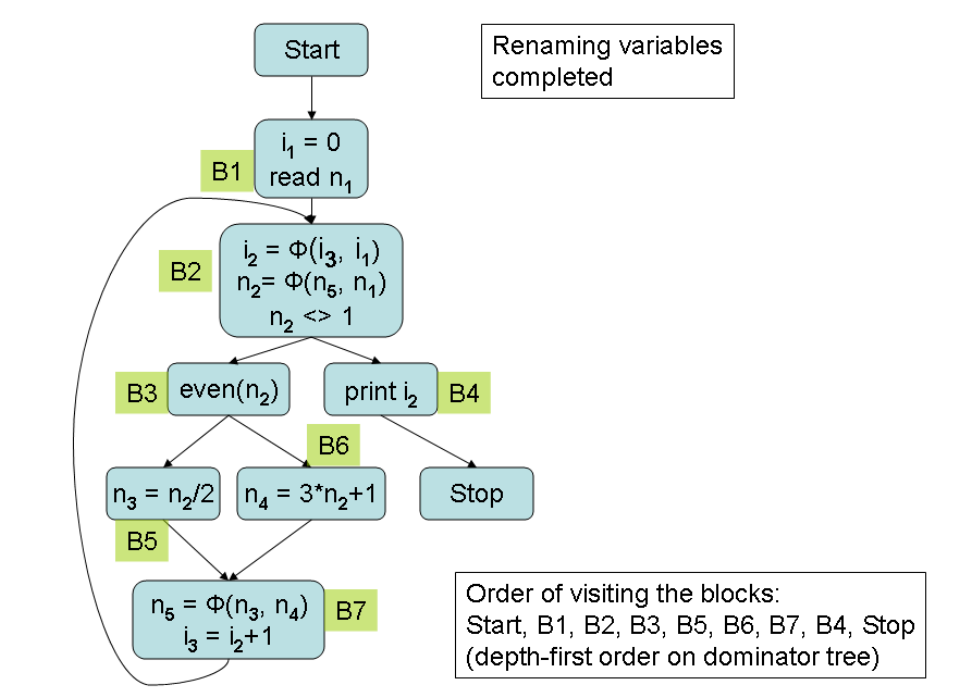 Start
Renaming variables
completed
i₁ = 0
read n₁
B1
i₂ = Φ(i₃, i₁)
n₂= Φ(n₅, n₁)
n₂ <> 1
B2
B3
even(n₂)
print i₂
B4
B6
n₃ = n₂/2
n₄ = 3*n₂+1
Stop
B5
n₅ = Φ(n₃, n₄)
i₃ = i₂+1
B7
Order of visiting the blocks:
Start, B1, B2, B3, B5, B6, B7, B4, Stop
(depth-first order on dominator tree)